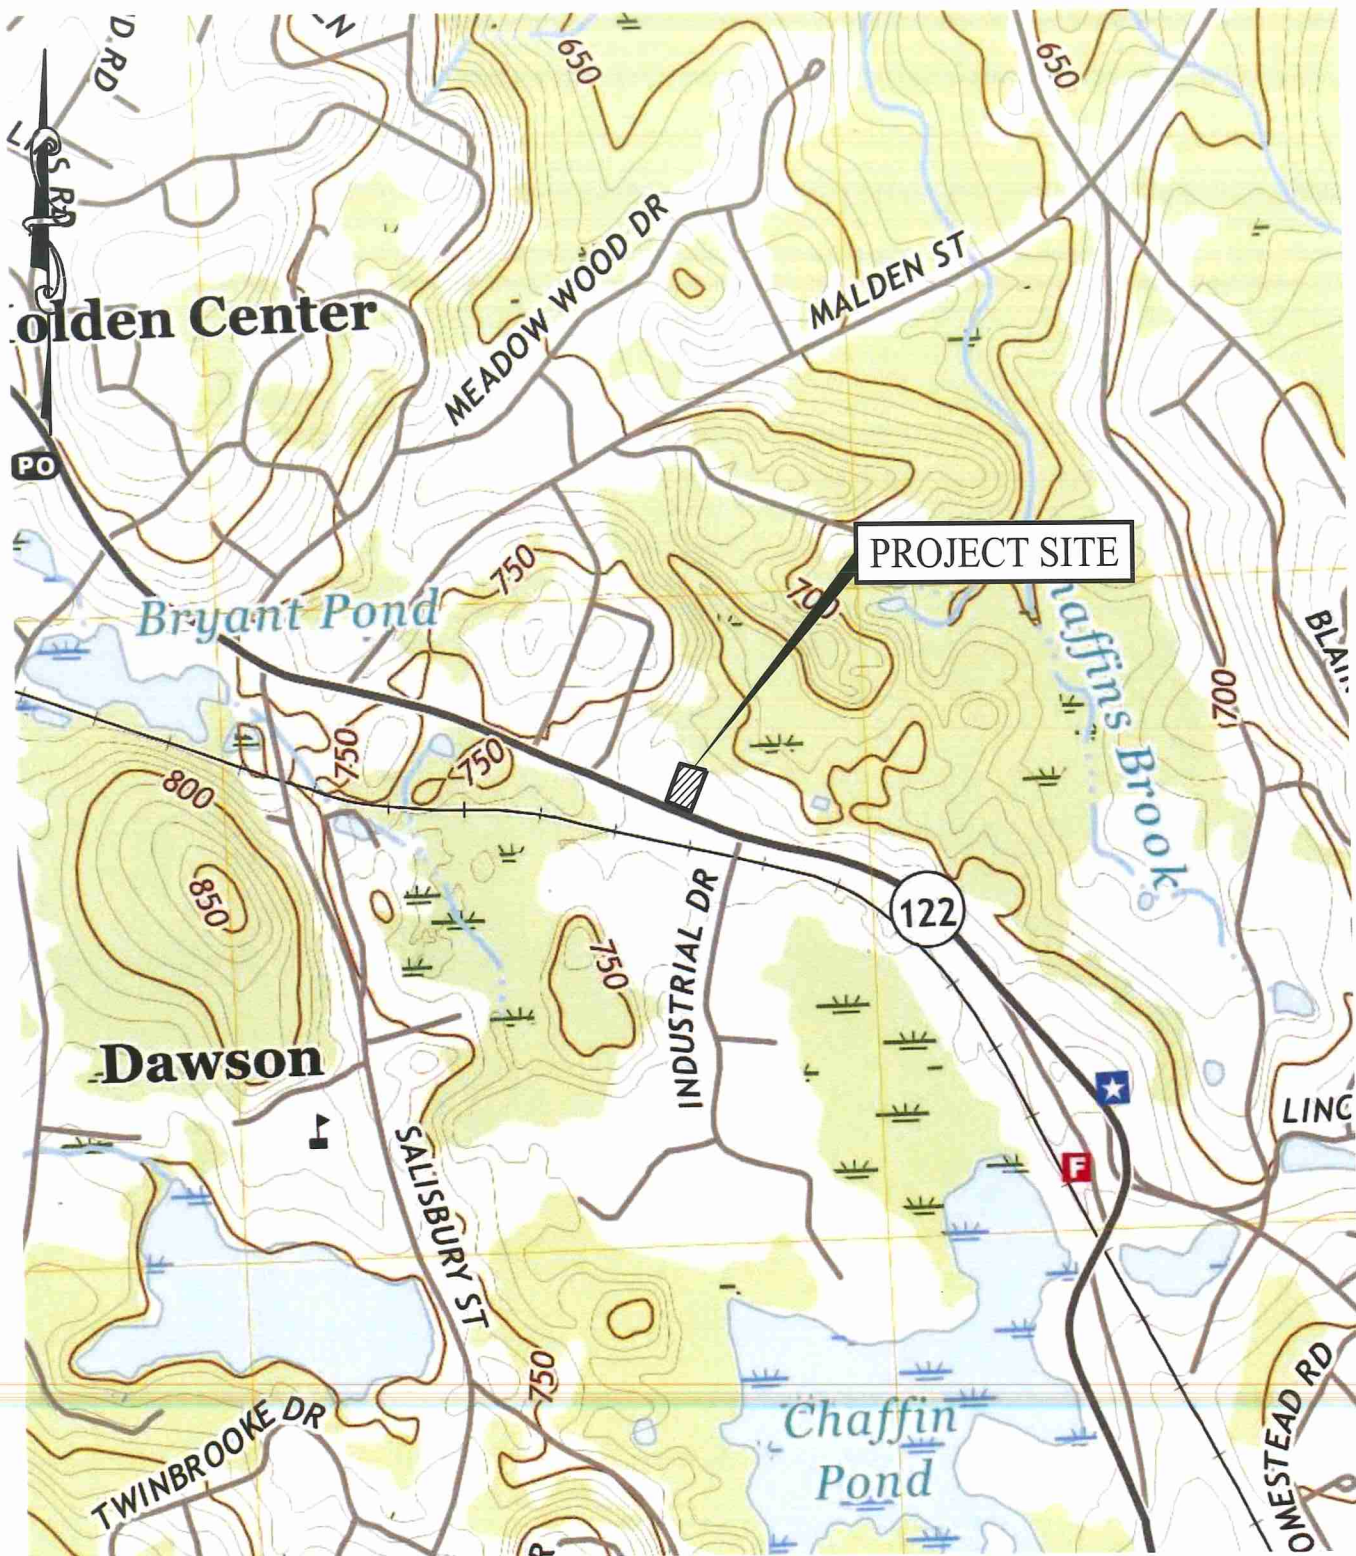 D RD
LN
650
650
S RD
MEADOW WOOD DR
MALDEN ST
olden Center
PO
PROJECT SITE
750
700
Bryant Pond
haffins Brook
700
750
750
800
850
122
750
INDUSTRIAL DR
Dawson
LINC
F
SALISBURY ST
750
Chaffin
Pond
TWINBROOKE DR
OMESTEAD RD
R